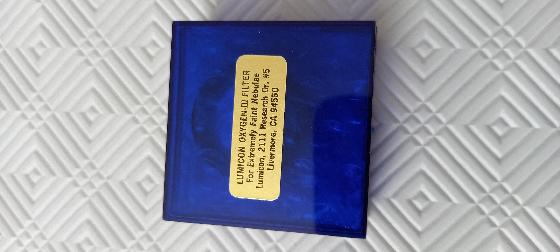 LUMICON OXYGEN-III FILTER
For Extremely Faint Nebulae
Lumicon, 2111 Research Dr. #5
Livermore, CA 94550